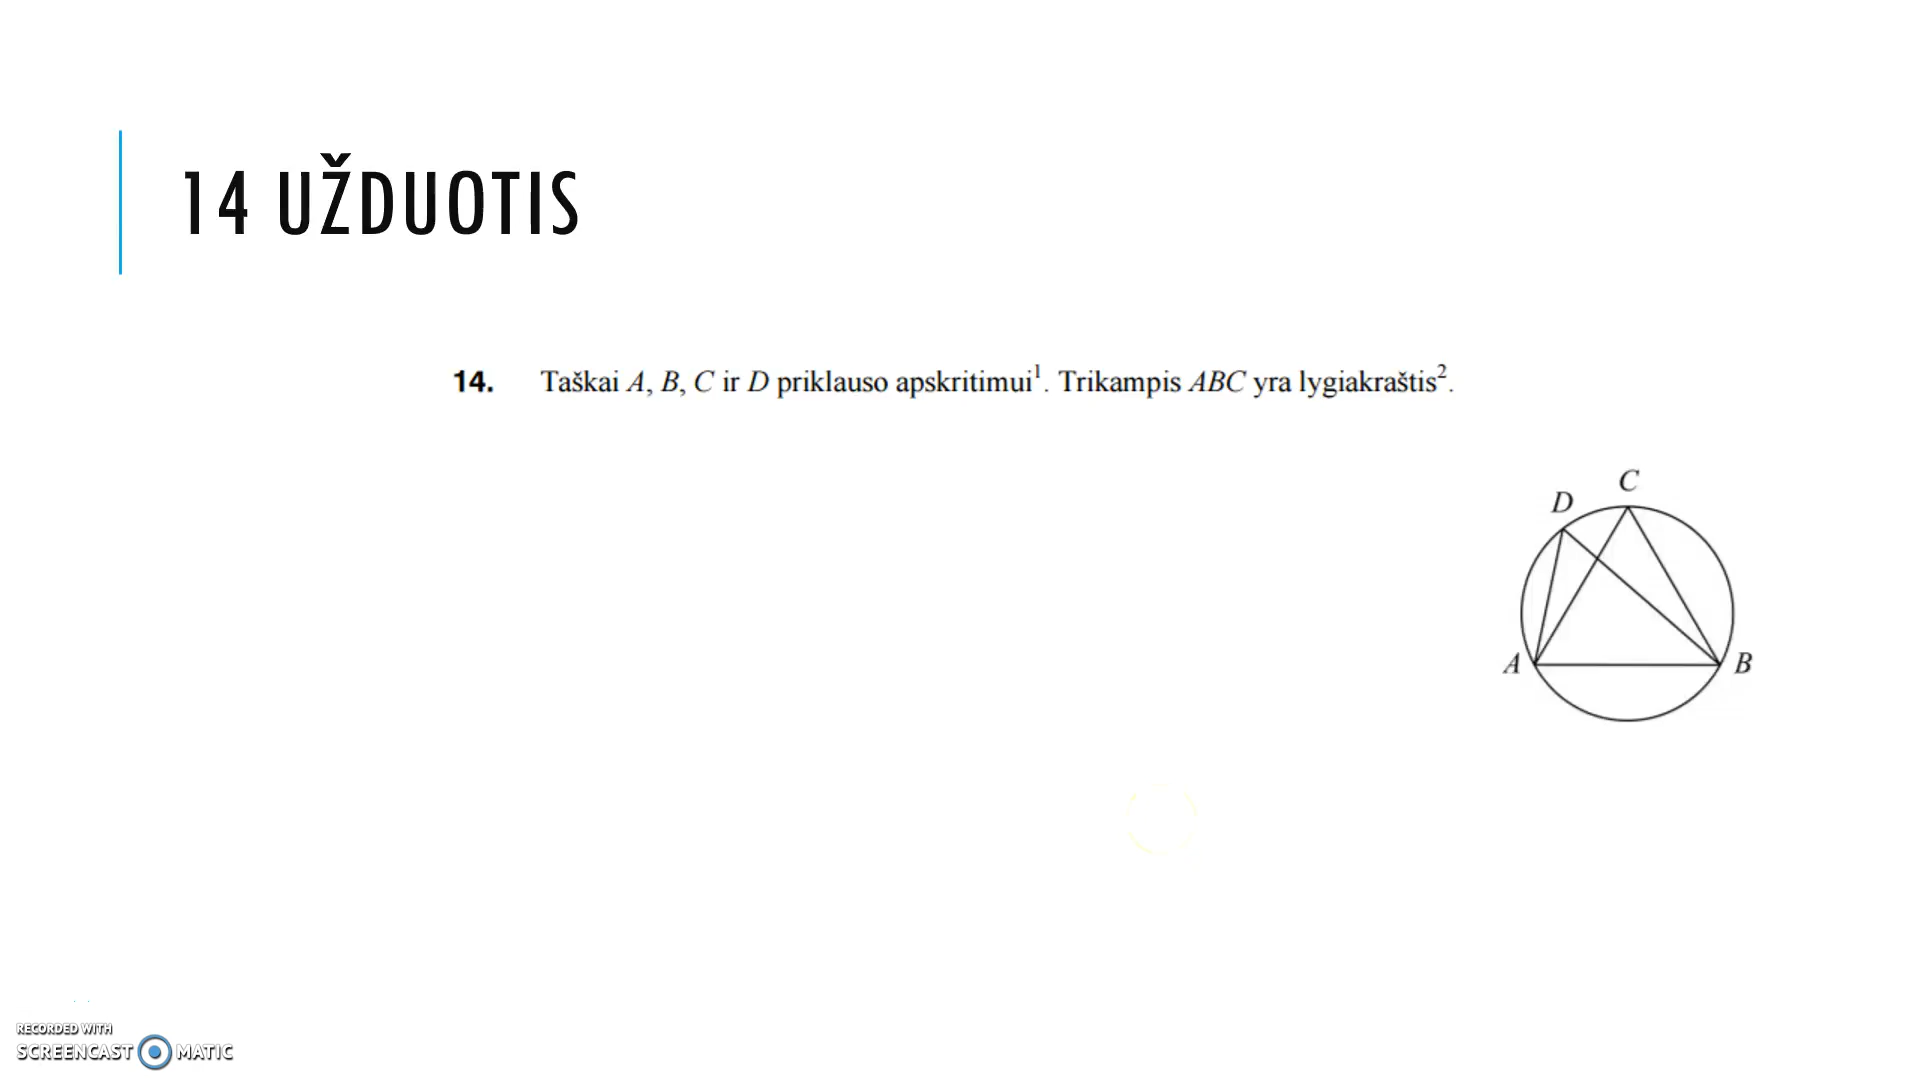 14 UŽDUOTIS
14. Taškai A, B, C ir D priklauso apskritimui¹. Trikampis ABC yra lygiakraštis².
C
D
A
B
RECORDED WITH
SCREENCAST MATIC